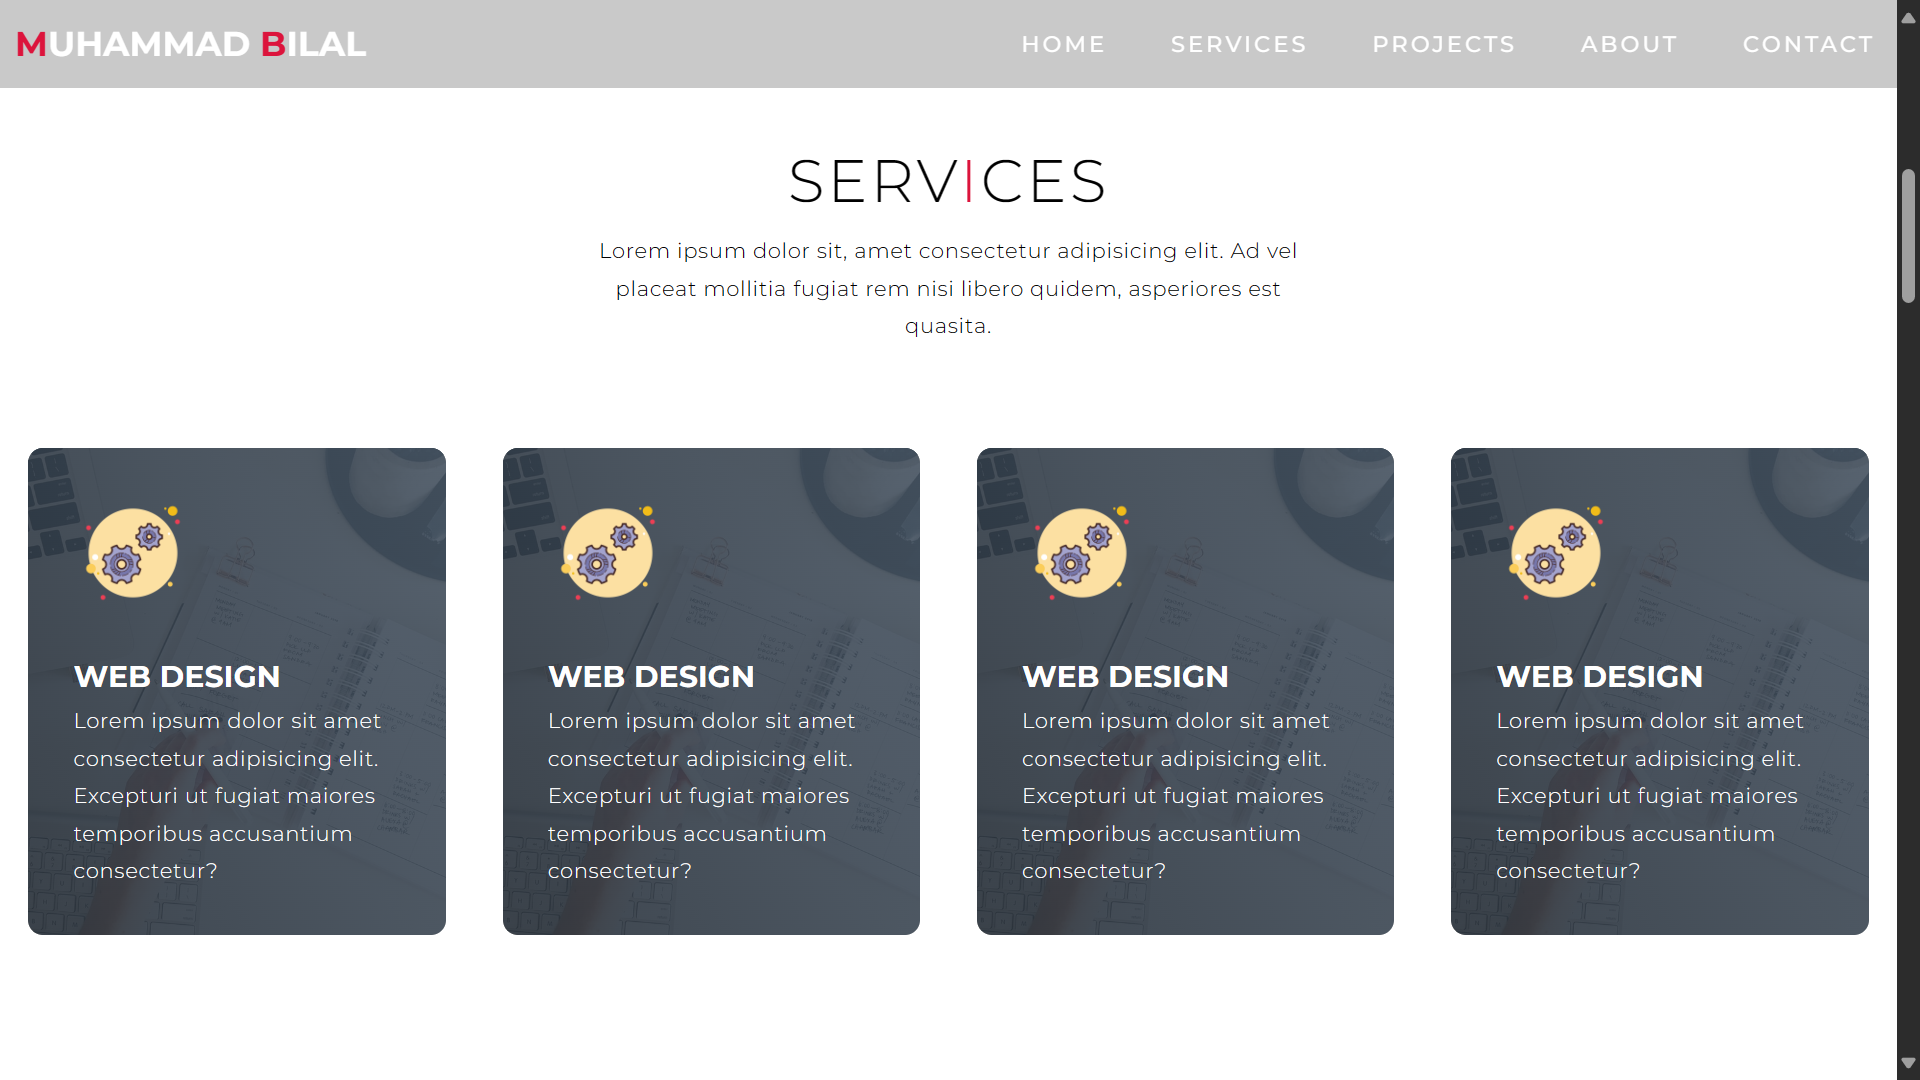 MUHAMMAD BILAL
HOME SERVICES PROJECTS ABOUT CONTACT
SERVICES
Lorem ipsum dolor sit, amet consectetur adipisicing elit. Ad vel
placeat mollitia fugiat rem nisi libero quidem, asperiores est
quasita.
WEB DESIGN
Lorem ipsum dolor sit amet
consectetur adipisicing elit.
Excepturi ut fugiat maiores
temporibus accusantium
consectetur?
WEB DESIGN
Lorem ipsum dolor sit amet
consectetur adipisicing elit.
Excepturi ut fugiat maiores
temporibus accusantium
consectetur?
WEB DESIGN
Lorem ipsum dolor sit amet
consectetur adipisicing elit.
Excepturi ut fugiat maiores
temporibus accusantium
consectetur?
WEB DESIGN
Lorem ipsum dolor sit amet
consectetur adipisicing elit.
Excepturi ut fugiat maiores
temporibus accusantium
consectetur?